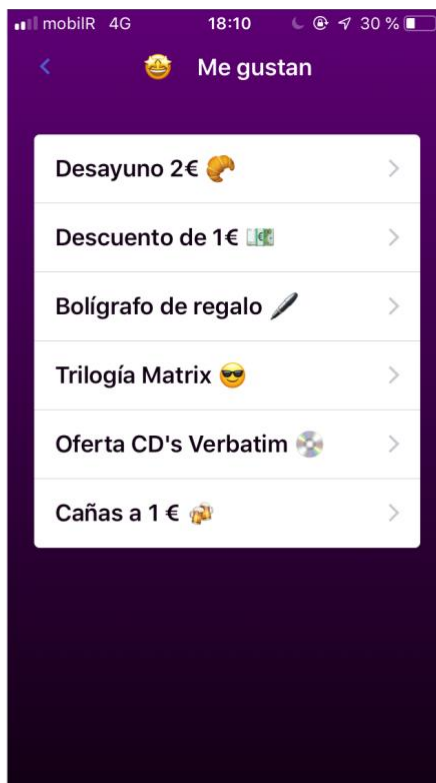 mobilR 4G 18:10 30 %
Me gustan
Desayuno 2€
Descuento de 1€
Bolígrafo de regalo
Trilogía Matrix
Oferta CD's Verbatim
Cañas a 1 €